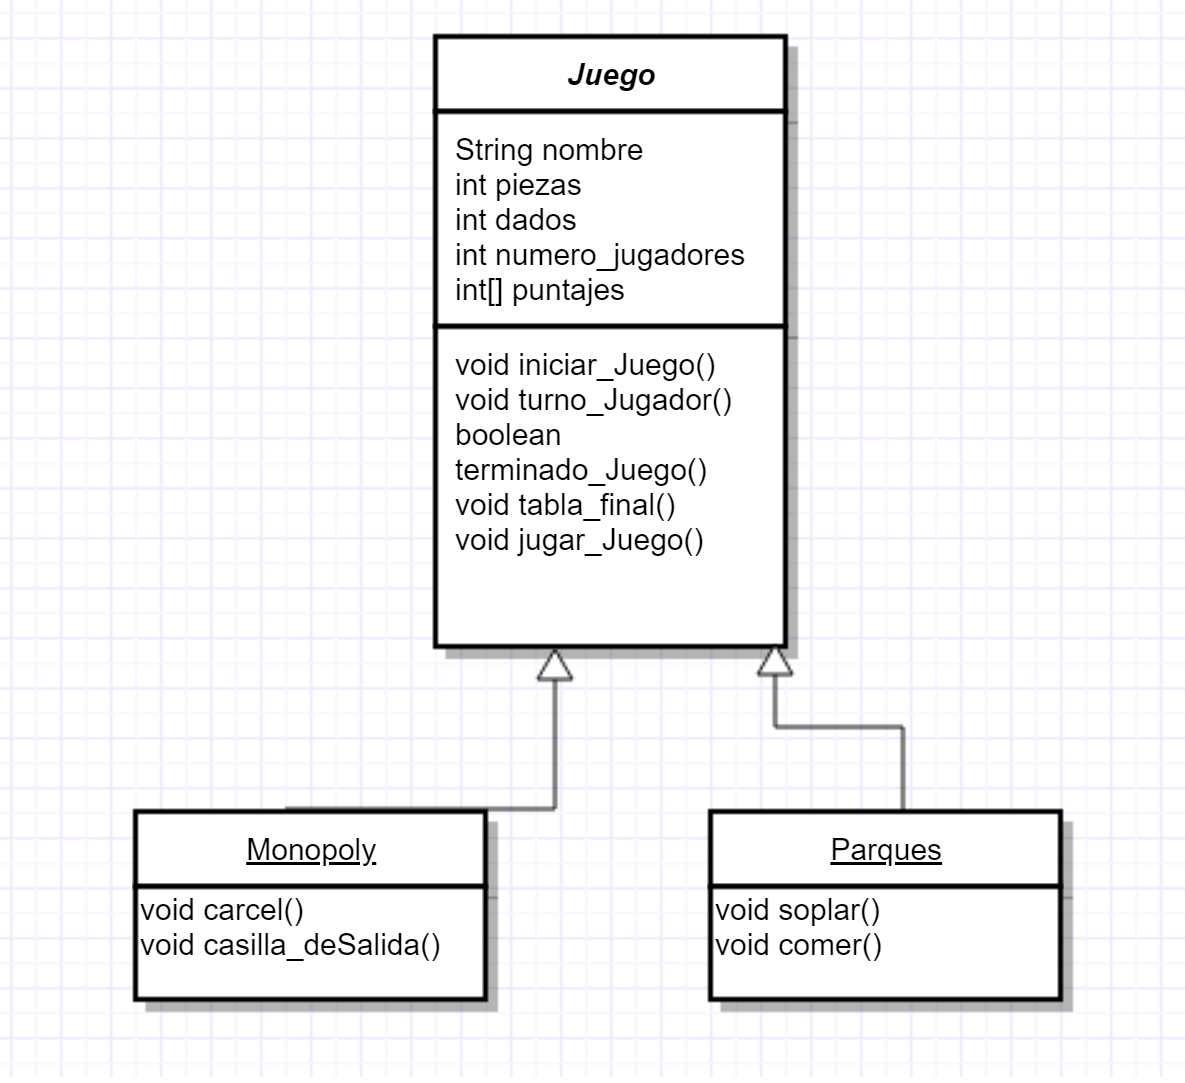 Juego
String nombre
int piezas
int dados
int numero_jugadores
int[] puntajes
void iniciar_Juego()
void turno_Jugador()
boolean
terminado_Juego()
void tabla_final()
void jugar_Juego()
Monopoly
void carcel()
void casilla_deSalida()
Parques
void soplar()
void comer()